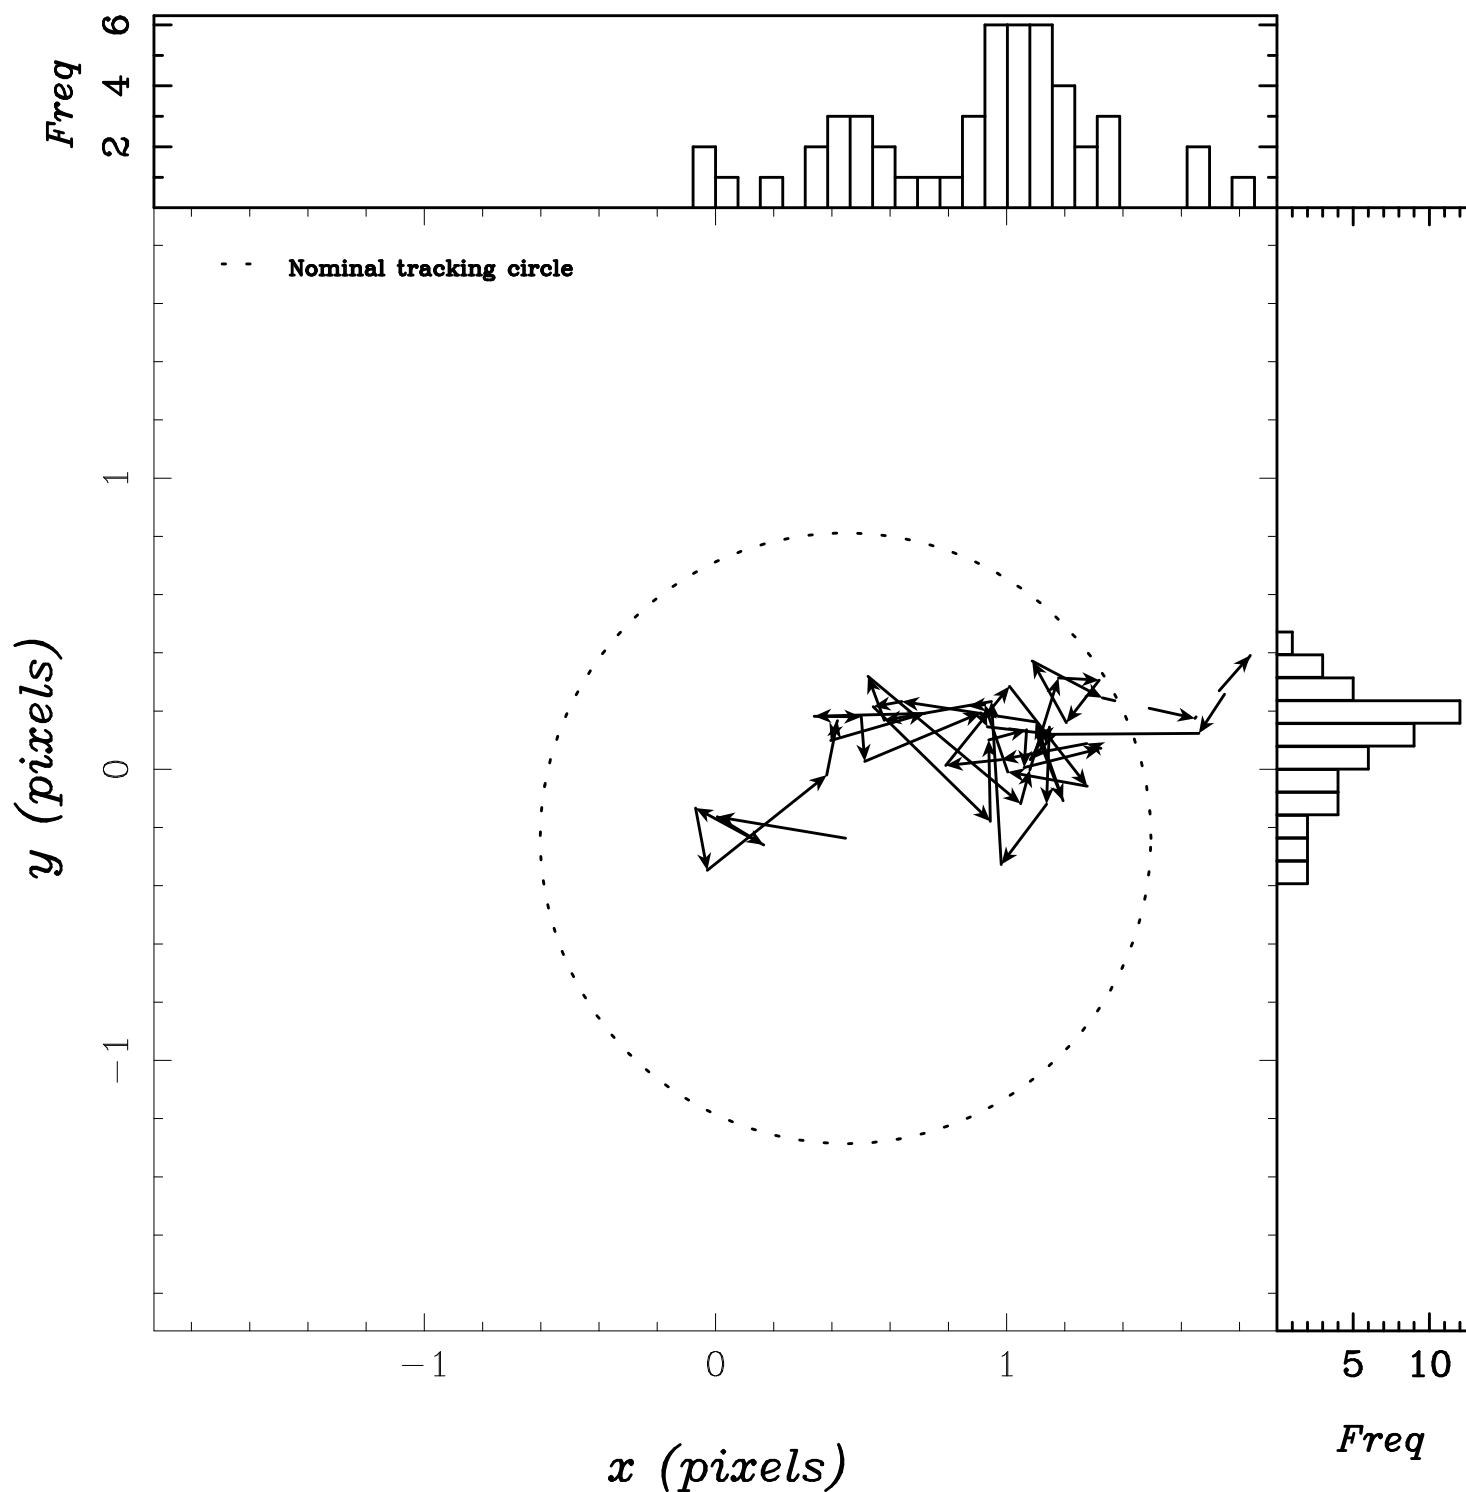 Freq
6
4
2
Nominal tracking circle
y (pixels)
1
0
−1
−1 0 1
5 10
x (pixels)
Freq